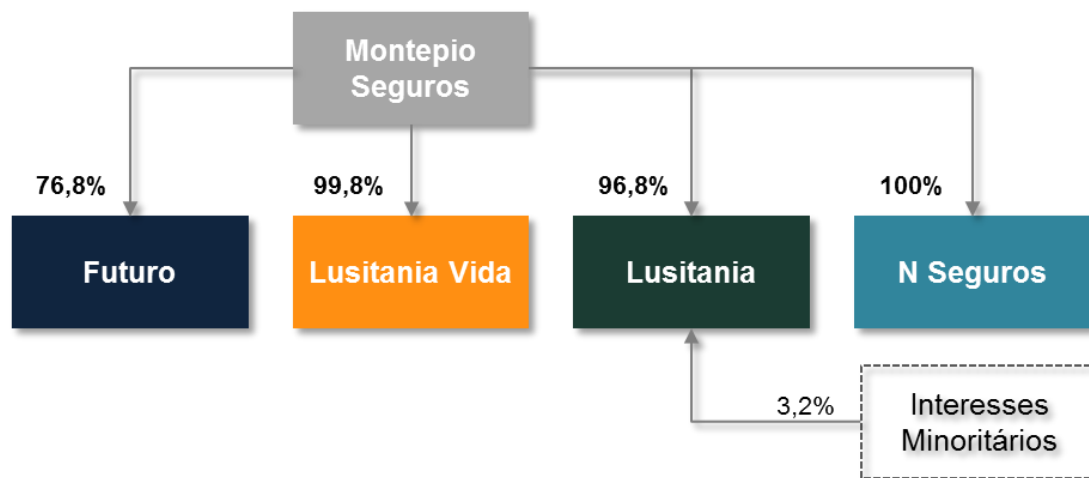 Montepio
Seguros
76,8%
99,8%
96,8%
100%
Futuro
Lusitania Vida
Lusitania
N Seguros
3,2%
Interesses
Minoritários